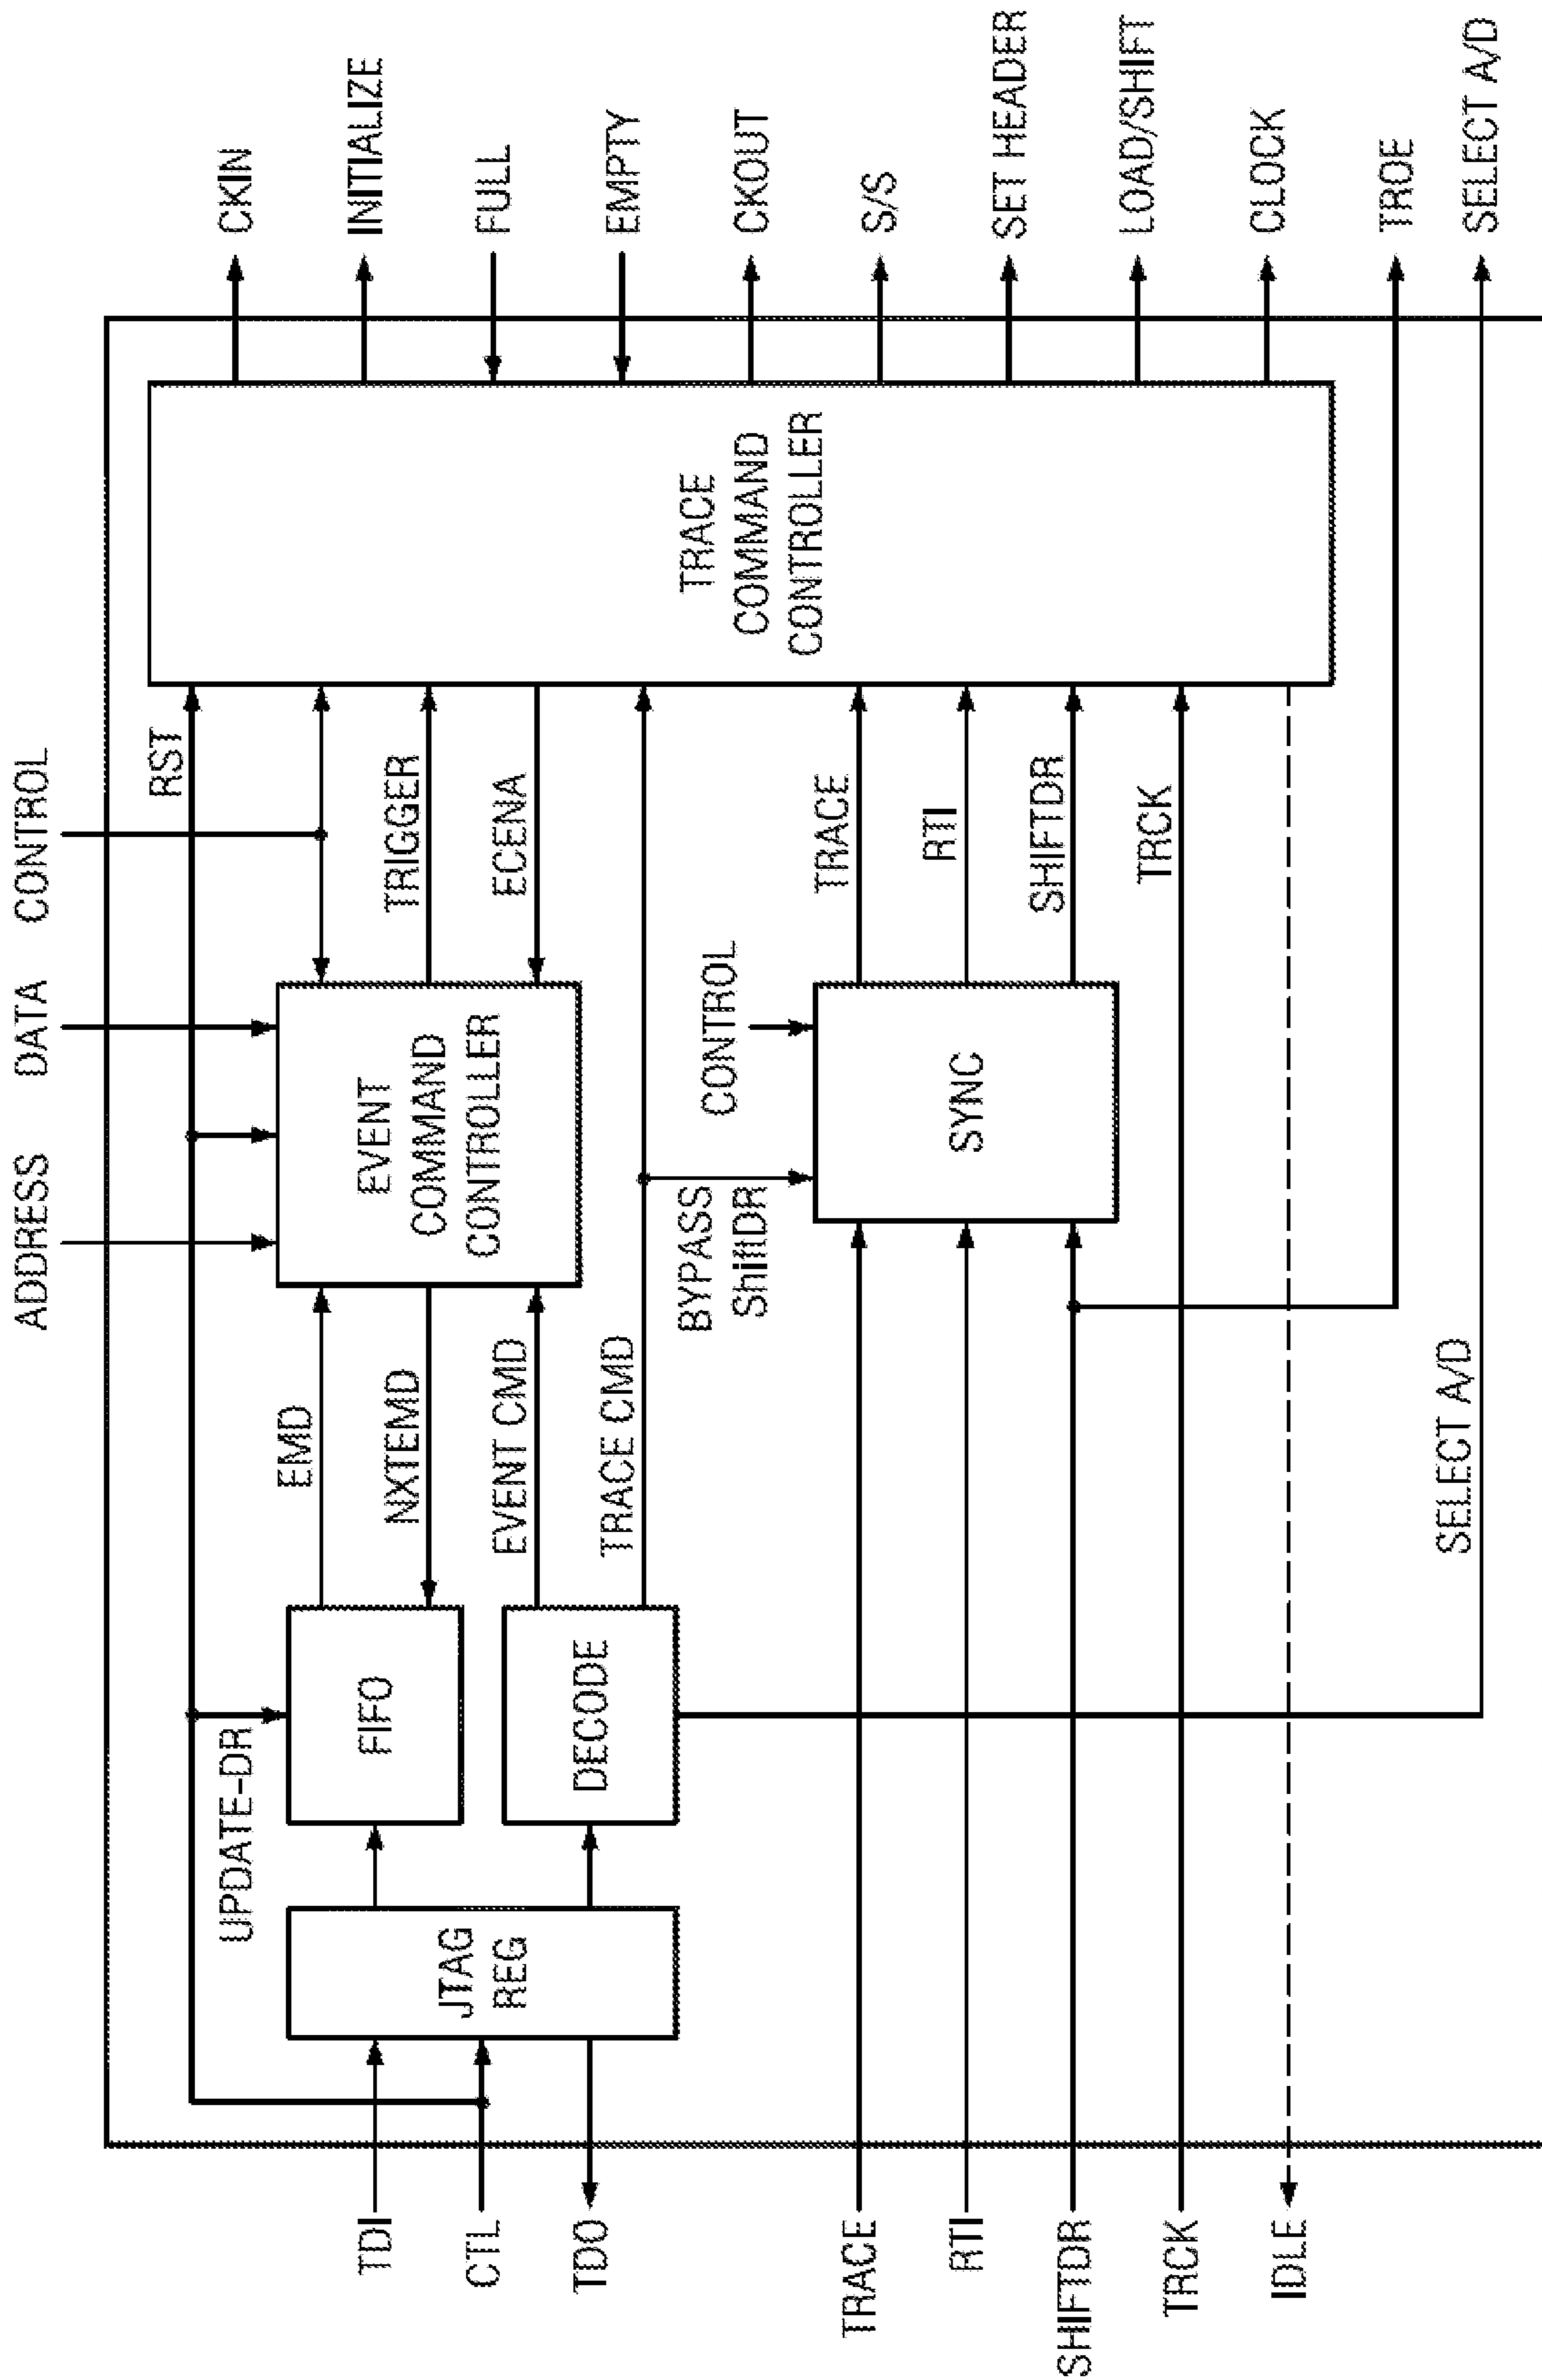 ADDRESS
DATA
CONTROL
RST
UPDATE-DR
TDI
CTL
TDO
JTAG
REG
FIFO
DECODE
EMD
NXTEMD
EVENT CMD
TRACE CMD
EVENT
COMMAND
CONTROLLER
TRIGGER
ECENA
BYPASS
ShiftDR
CONTROL
SYNC
TRACE
RTI
SHIFTDR
TRCK
TRACE
COMMAND
CONTROLLER
TRACE
RTI
SHIFTDR
TRCK
IDLE
SELECT A/D
CKIN
INITIALIZE
FULL
EMPTY
CKOUT
S/S
SET HEADER
LOAD/SHIFT
CLOCK
TROE
SELECT A/D